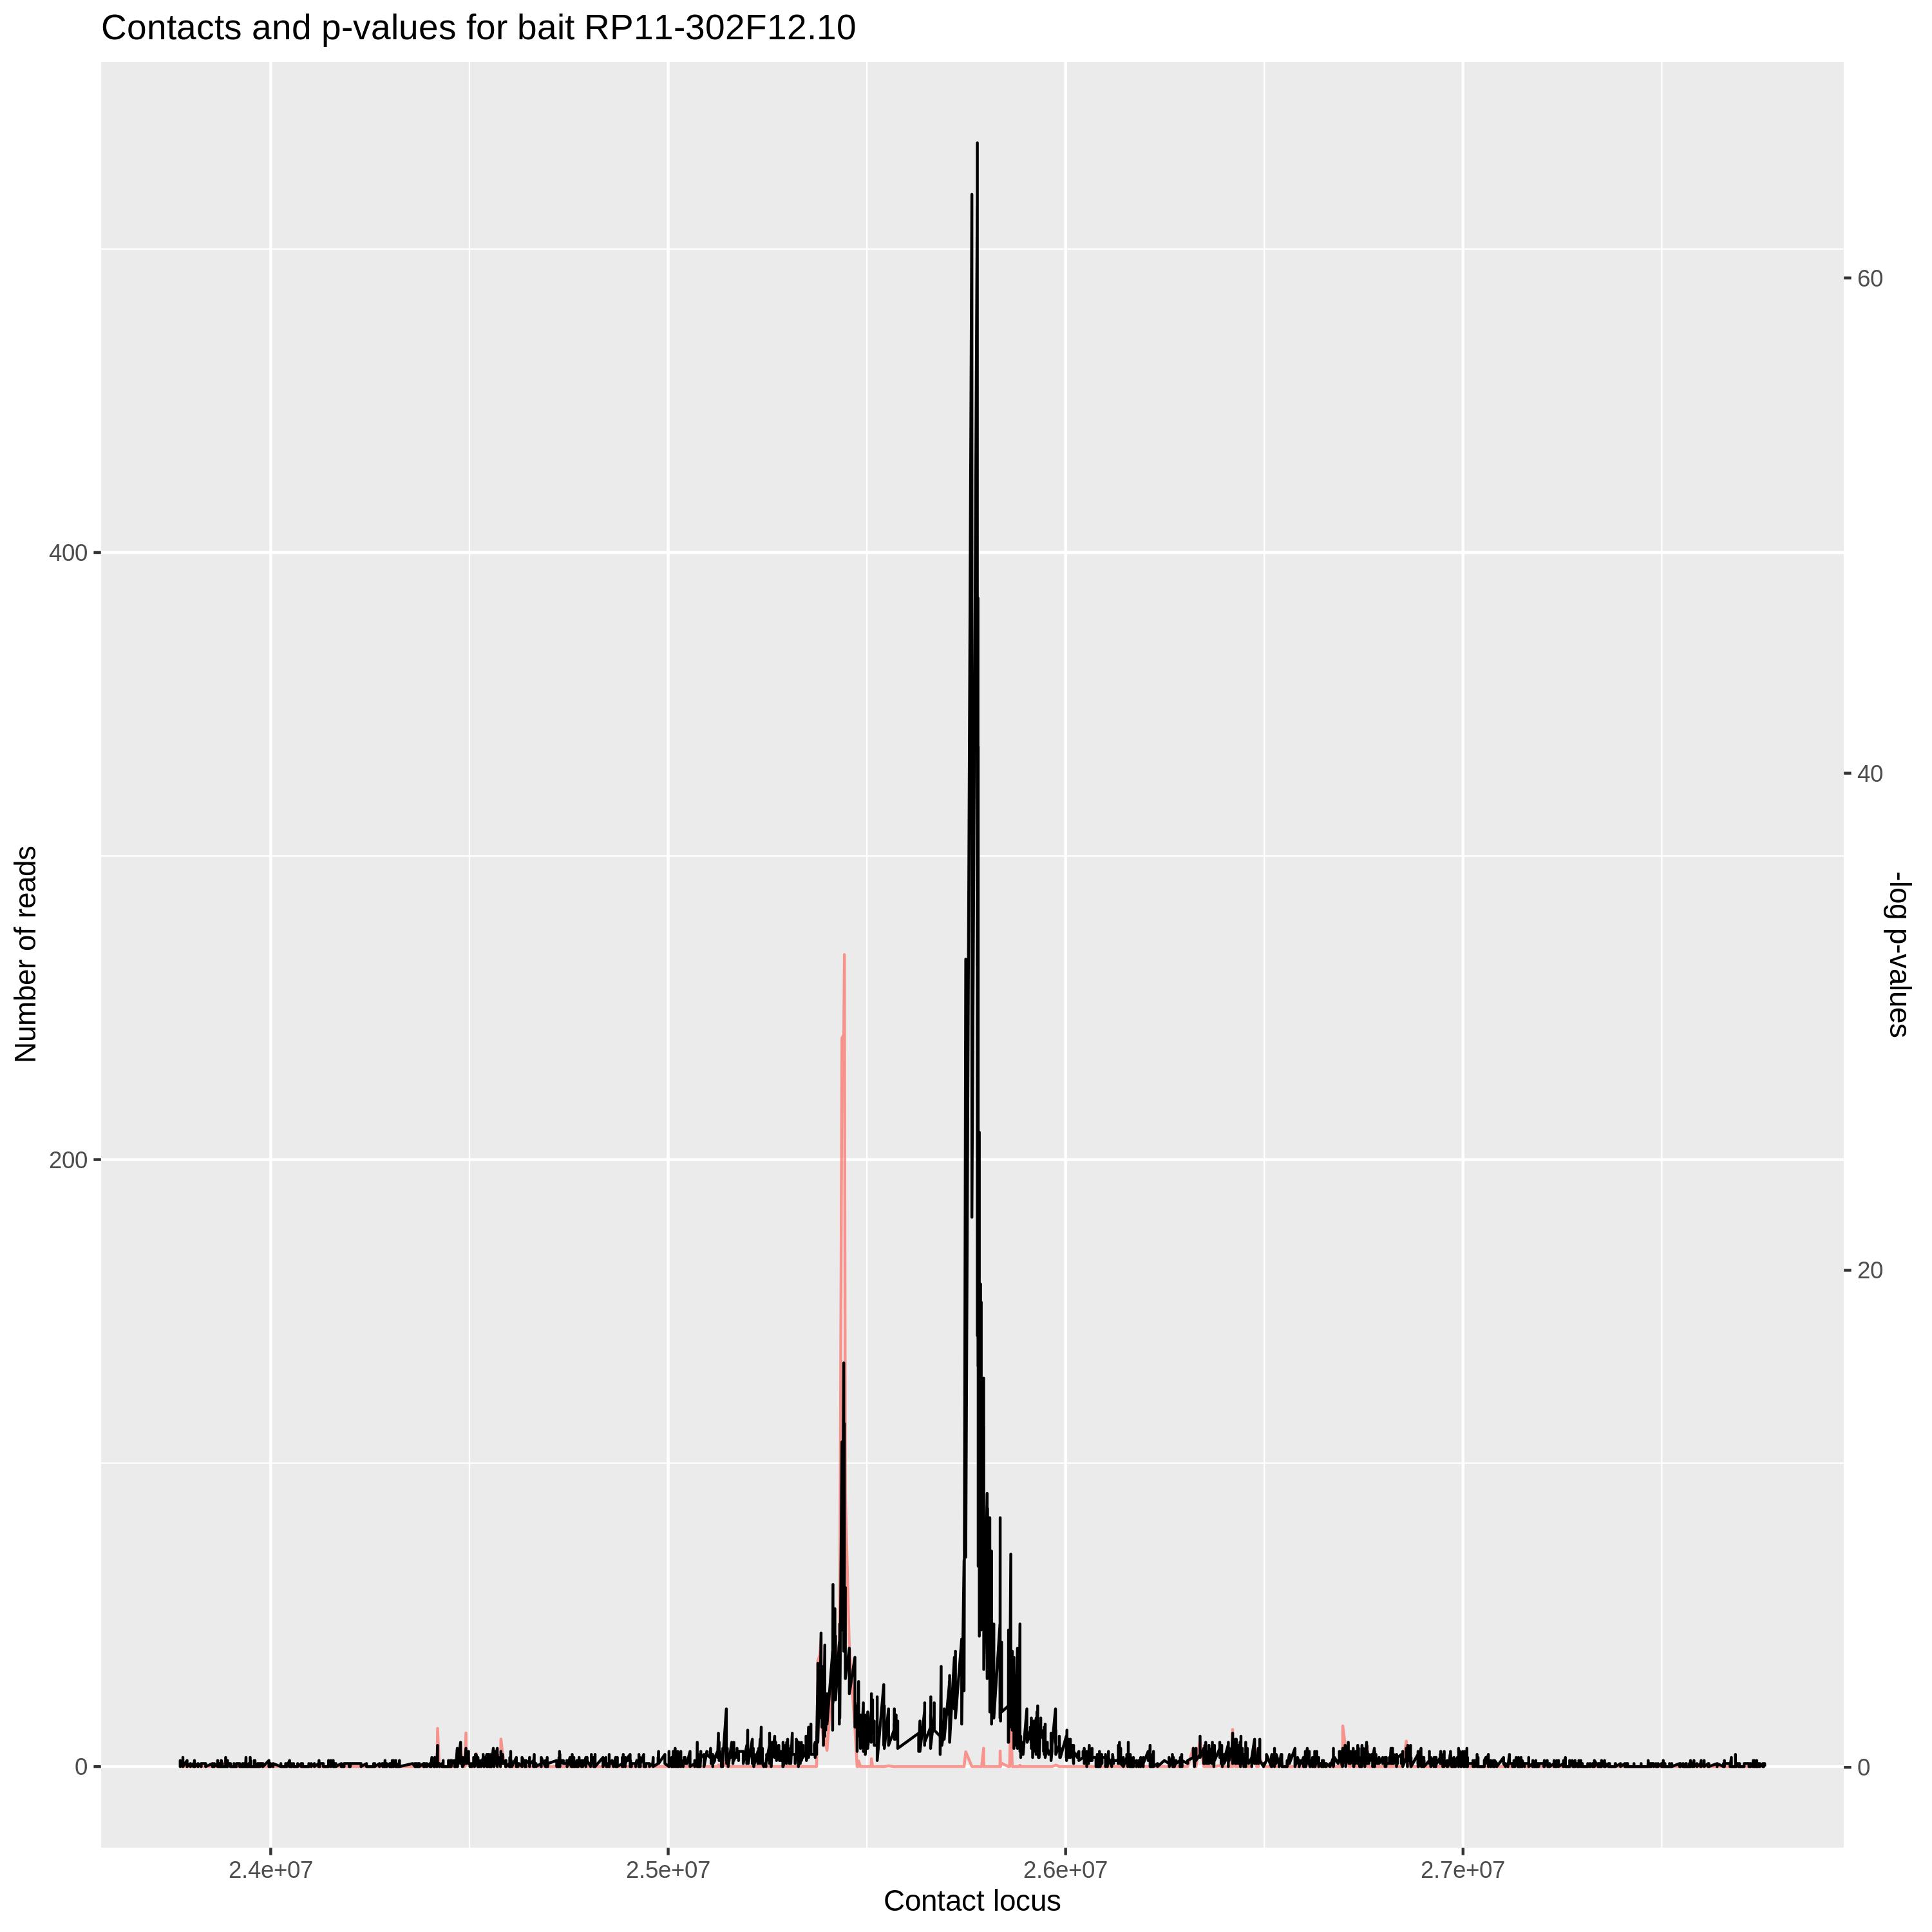 Contacts and p-values for bait RP11-302F12.10
Number of reads
400
200
0
60
40
20
0
-log p-values
2.4e+07 2.5e+07 2.6e+07 2.7e+07
Contact locus